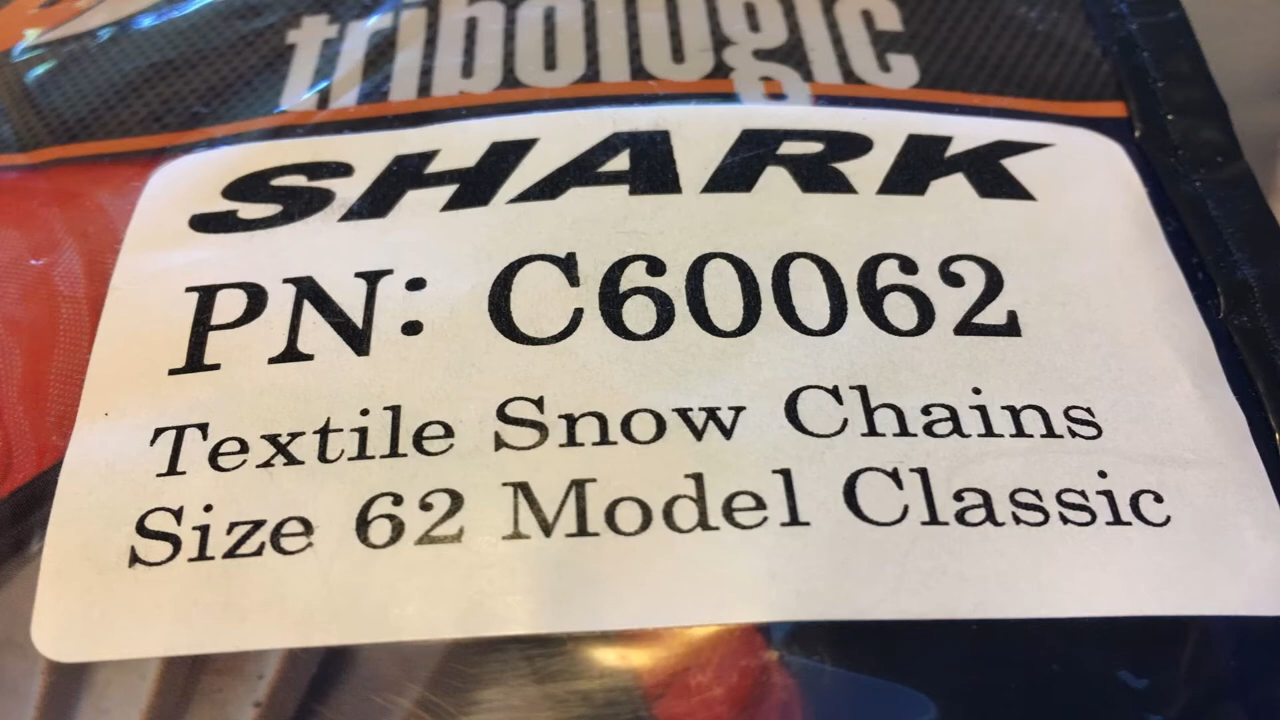 tribologic
SHARK
PN: C60062
Textile Snow Chains
Size 62 Model Classic